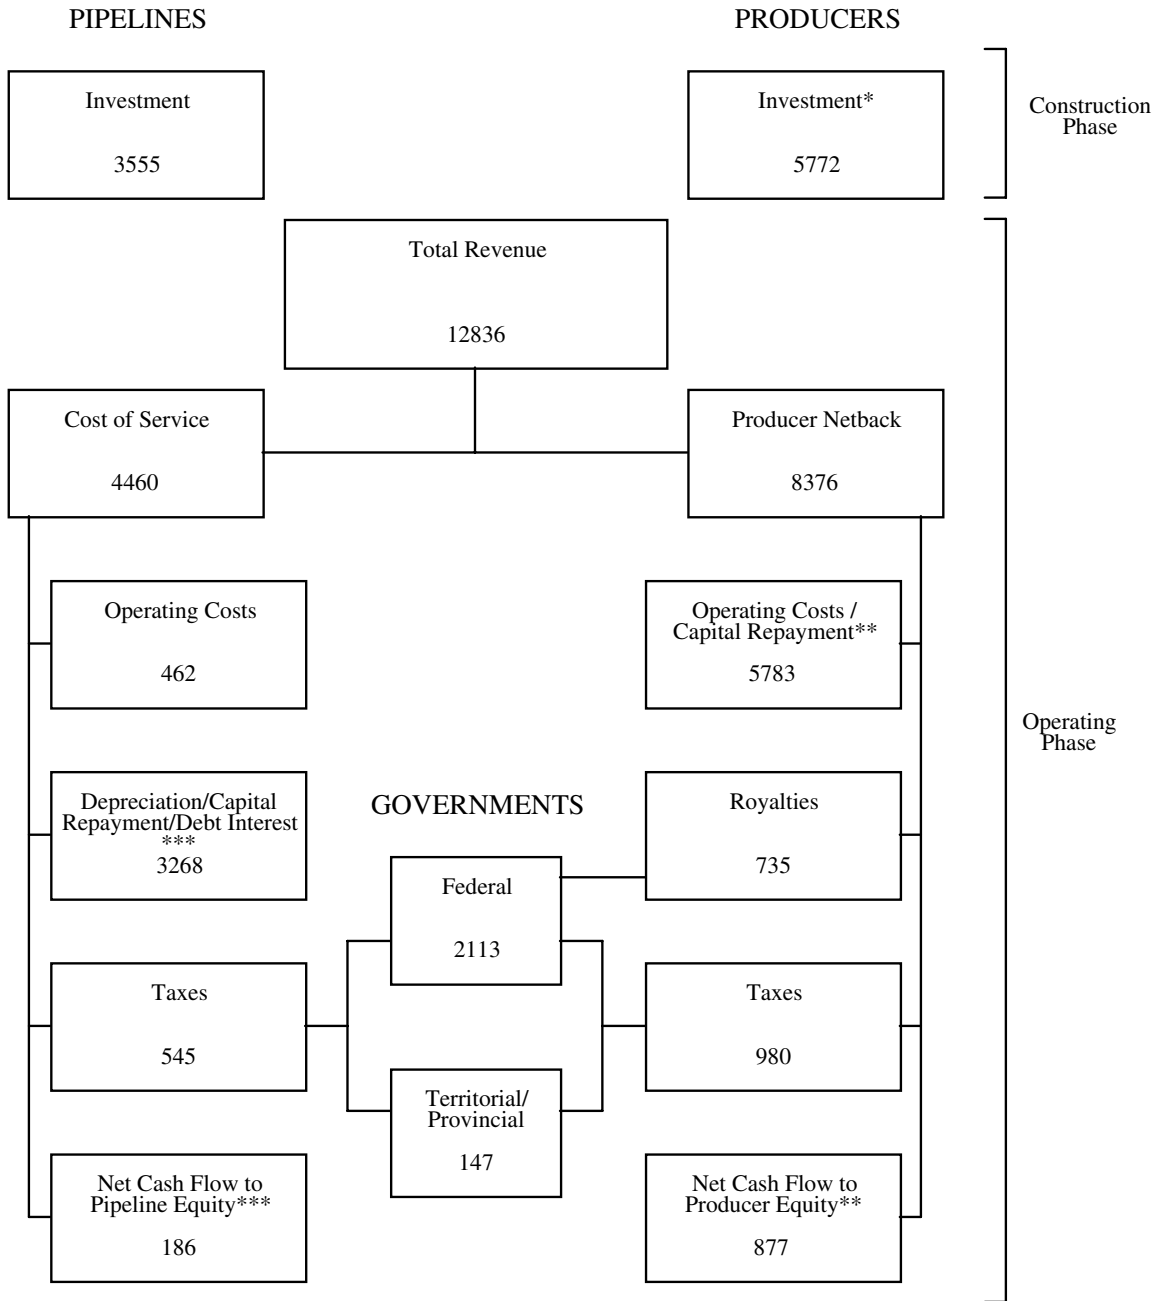 PIPELINES
PRODUCERS
Investment
3555
Investment*
5772
Construction
Phase
Total Revenue
12836
Cost of Service
4460
Producer Netback
8376
Operating Costs
462
Operating Costs /
Capital Repayment**
5783
Operating
Phase
Depreciation/Capital
Repayment/Debt Interest
***
3268
GOVERNMENTS
Royalties
735
Federal
2113
Taxes
545
Taxes
980
Territorial/
Provincial
147
Net Cash Flow to
Pipeline Equity***
186
Net Cash Flow to
Producer Equity**
877